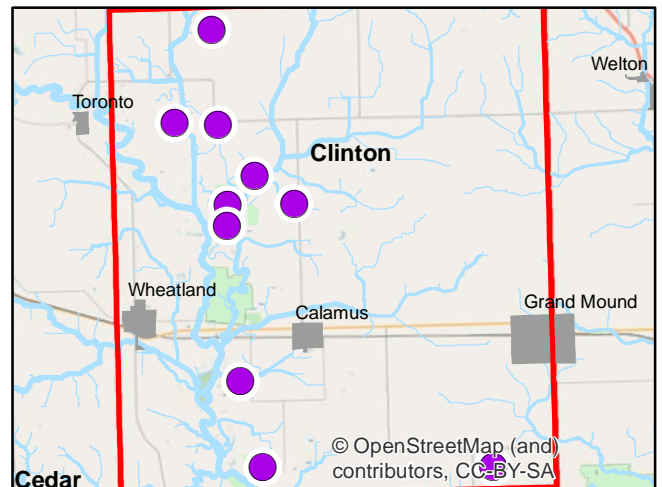 Welton
Toronto
Clinton
Wheatland
Grand Mound
Calamus
© OpenStreetMap (and)
contributors, CC-BY-SA
Cedar